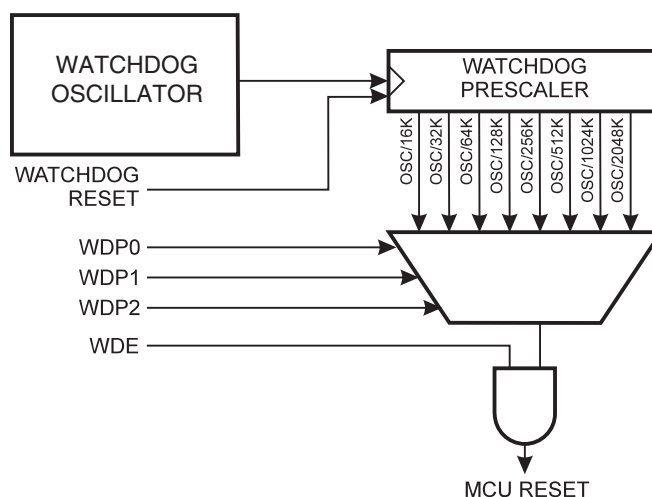 WATCHDOG
OSCILLATOR
WATCHDOG
PRESCALER
WATCHDOG
RESET
OSC/16K
OSC/32K
OSC/64K
OSC/128K
OSC/256K
OSC/512K
OSC/1024K
OSC/2048K
WDP0
WDP1
WDP2
WDE
MCU RESET